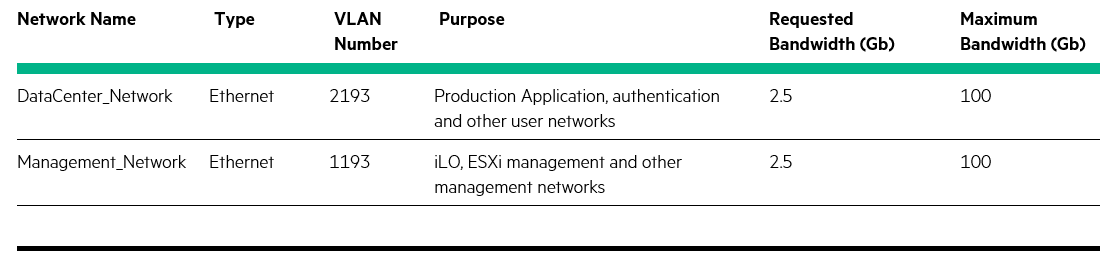 Network Name Type VLAN Number Purpose Requested Bandwidth (Gb) Maximum Bandwidth (Gb)
DataCenter_Network Ethernet 2193 Production Application, authentication and other user networks 2.5 100
Management_Network Ethernet 1193 iLO, ESXi management and other management networks 2.5 100